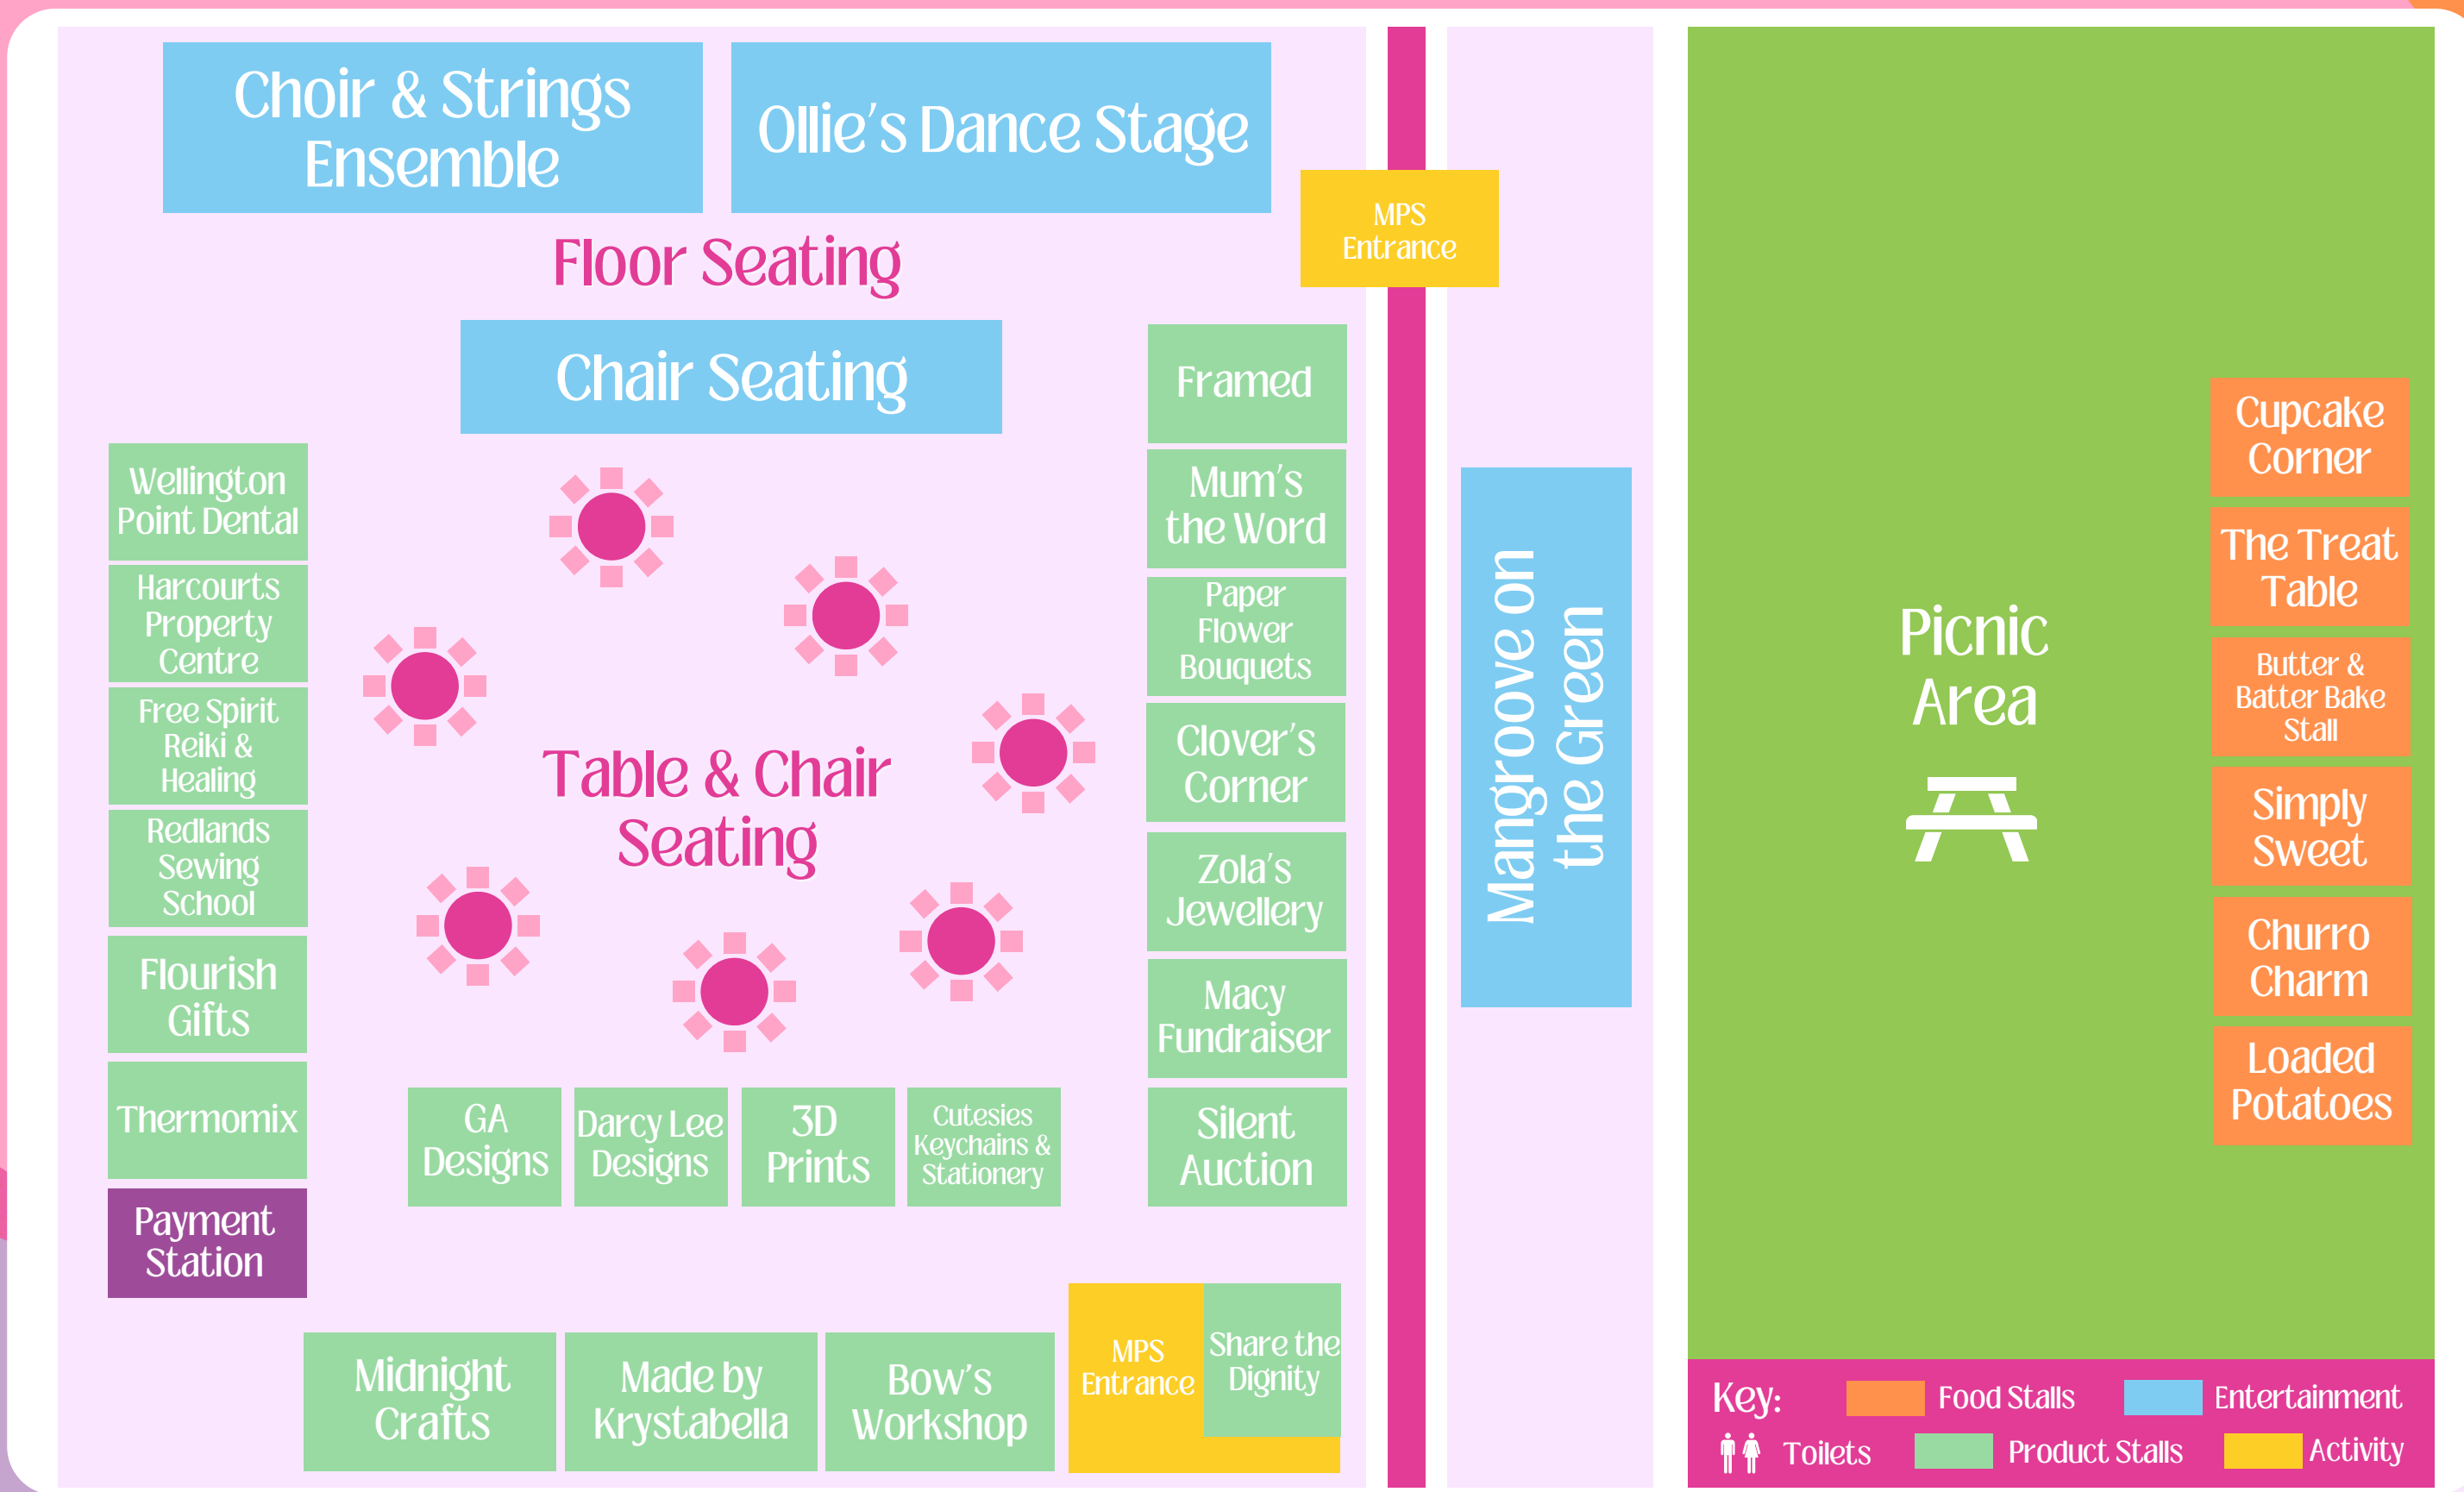 Choir & Strings
Ensemble
Ollie's Dance Stage
MPS
Entrance
Floor Seating
Chair Seating
Framed
Mum's
the Word
Paper
Flower
Bouquets
Clover's
Corner
Zola's
Jewellery
Macy
Fundraiser
Silent
Auction
Wellington
Point Dental
Harcourts
Property
Centre
Free Spirit
Reiki &
Healing
Redlands
Sewing
School
Flourish
Gifts
Thermomix
Payment
Station
Table & Chair
Seating
GA
Designs
Darcy Lee
Designs
3D
Prints
Cutesies
Keychains &
Stationery
Midnight
Crafts
Made by
Krystabella
Bow's
Workshop
MPS
Entrance
Share the
Dignity
Mangroove on
the Green
Picnic
Area
Cupcake
Corner
The Treat
Table
Butter &
Batter Bake
Stall
Simply
Sweet
Churro
Charm
Loaded
Potatoes
Key:
Food Stalls
Entertainment
Toilets
Product Stalls
Activity